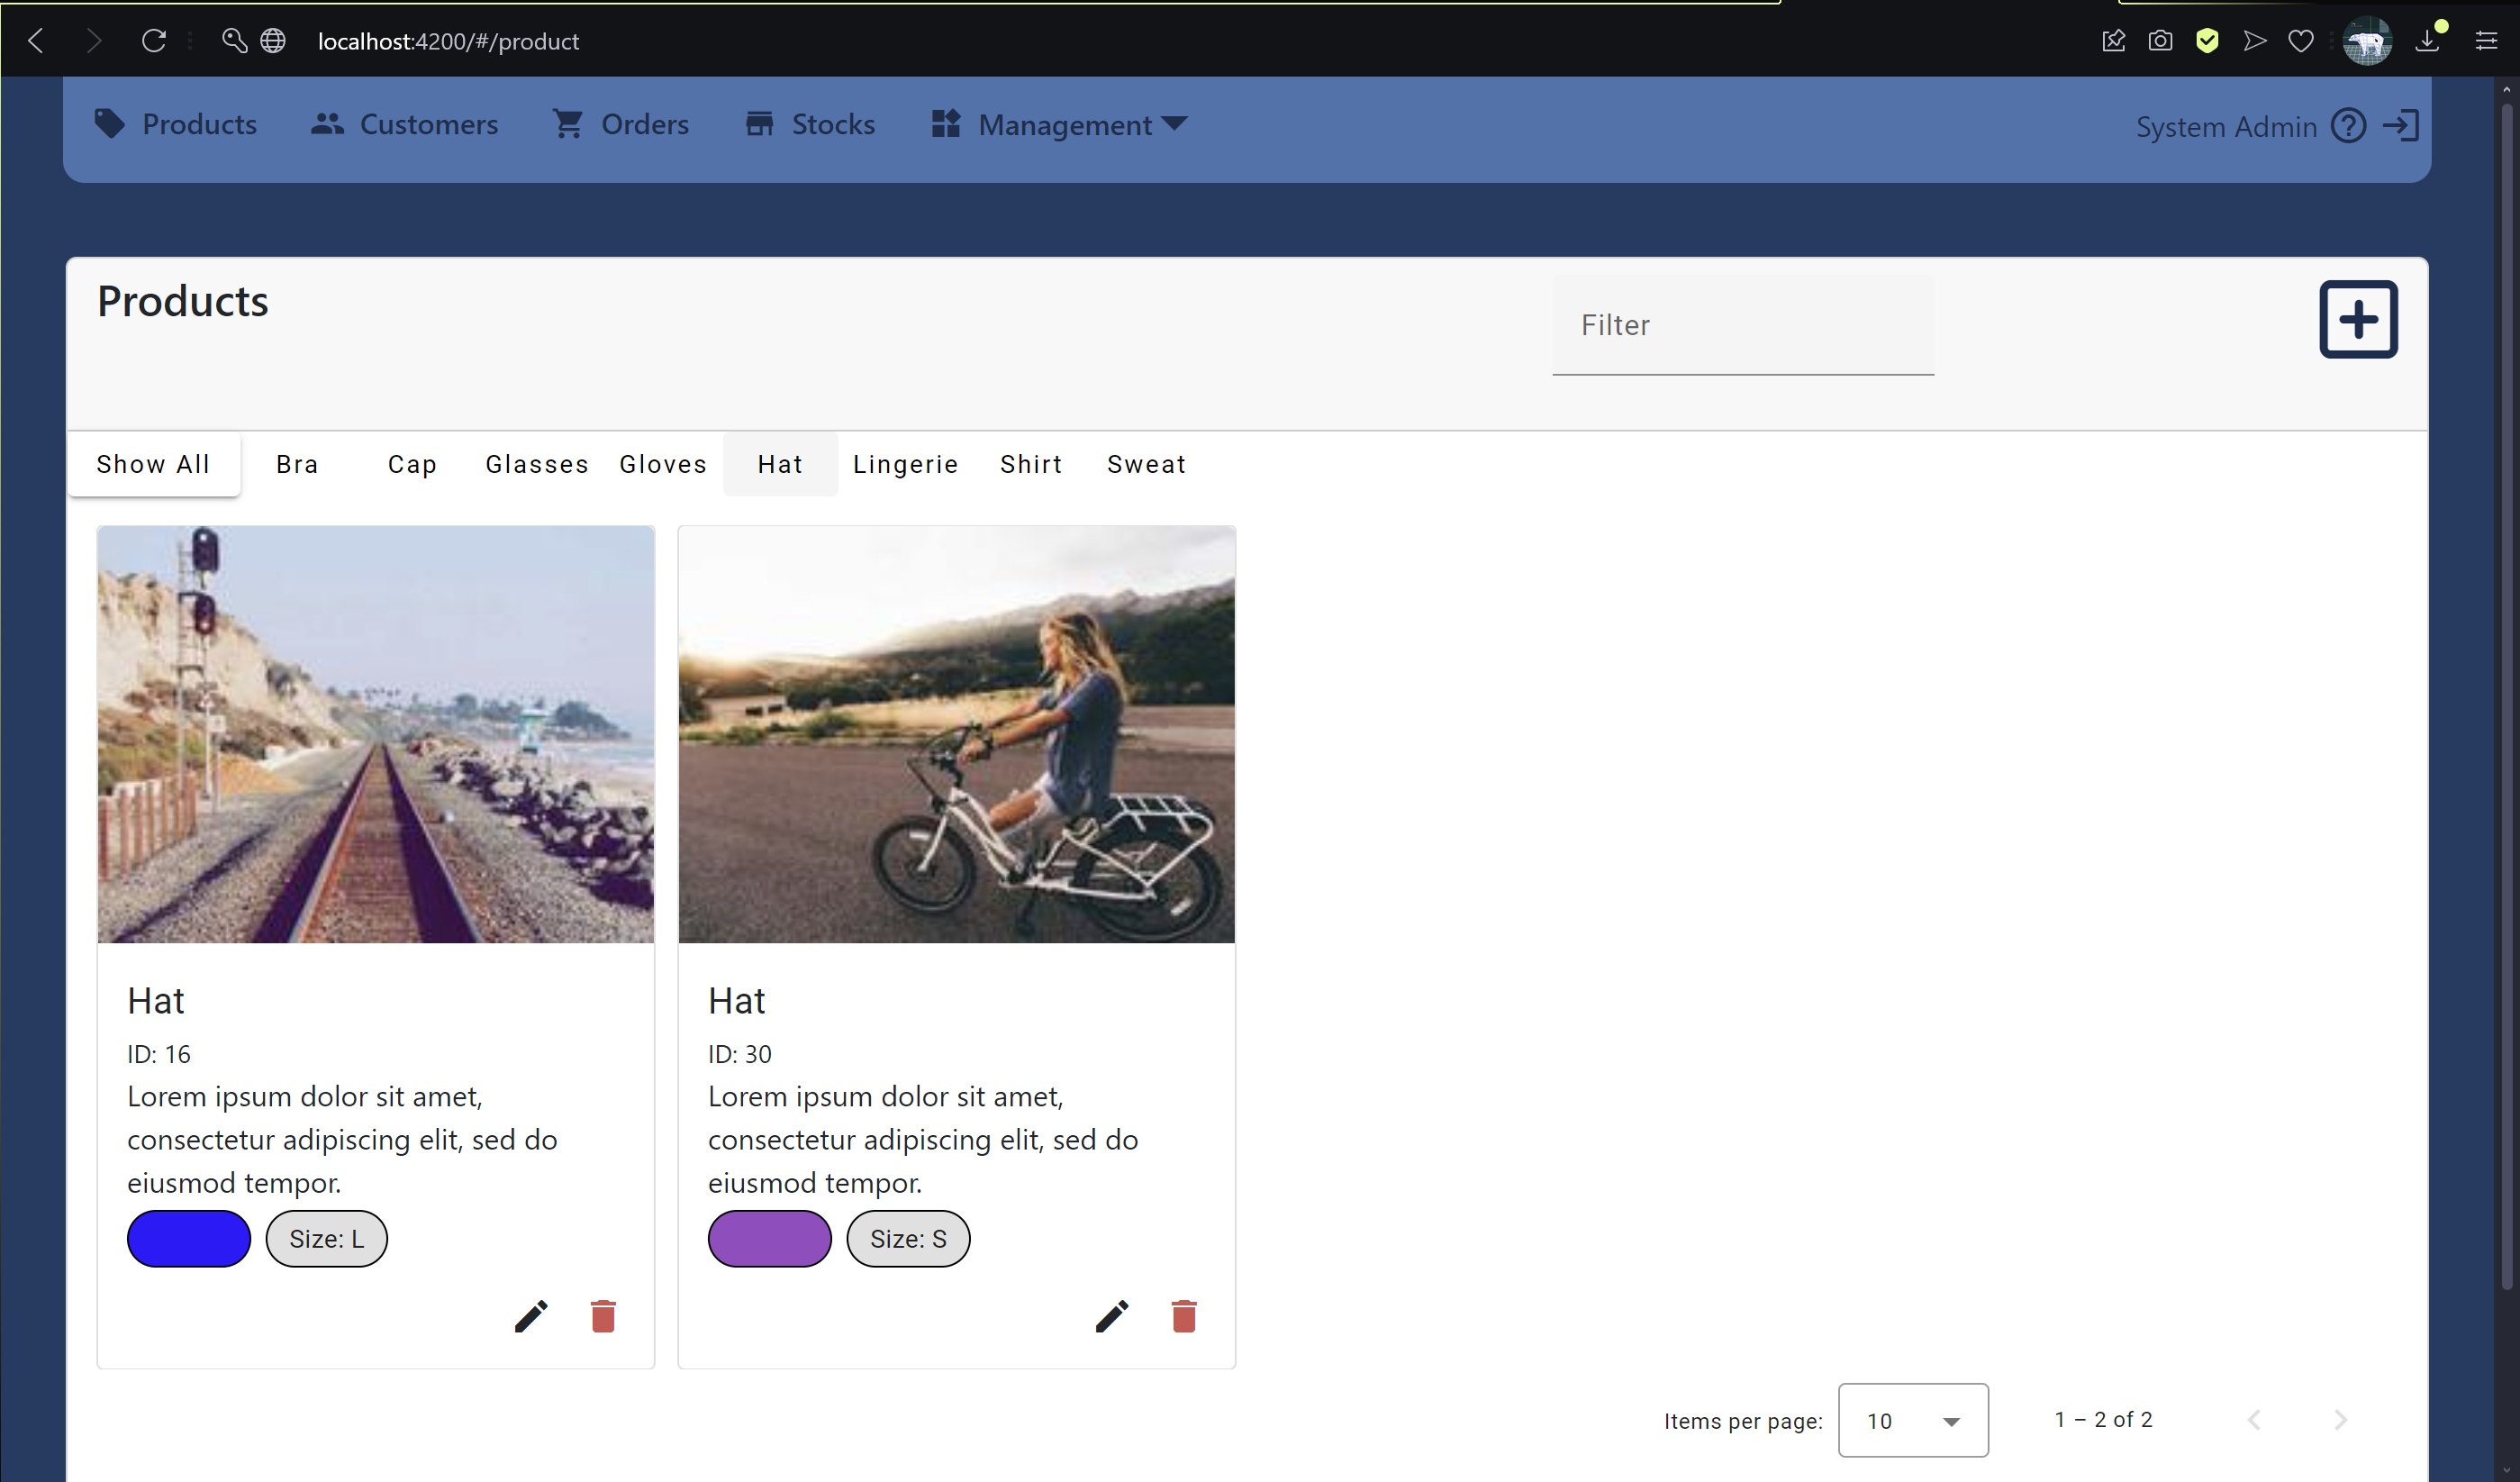 localhost:4200/#/product
Products Customers Orders Stocks Management System Admin
Products
Filter
Show All Bra Cap Glasses Gloves Hat Lingerie Shirt Sweat
Hat
ID: 16
Lorem ipsum dolor sit amet,
consectetur adipiscing elit, sed do
eiusmod tempor.
Size: L
Hat
ID: 30
Lorem ipsum dolor sit amet,
consectetur adipiscing elit, sed do
eiusmod tempor.
Size: S
Items per page: 10 1 – 2 of 2